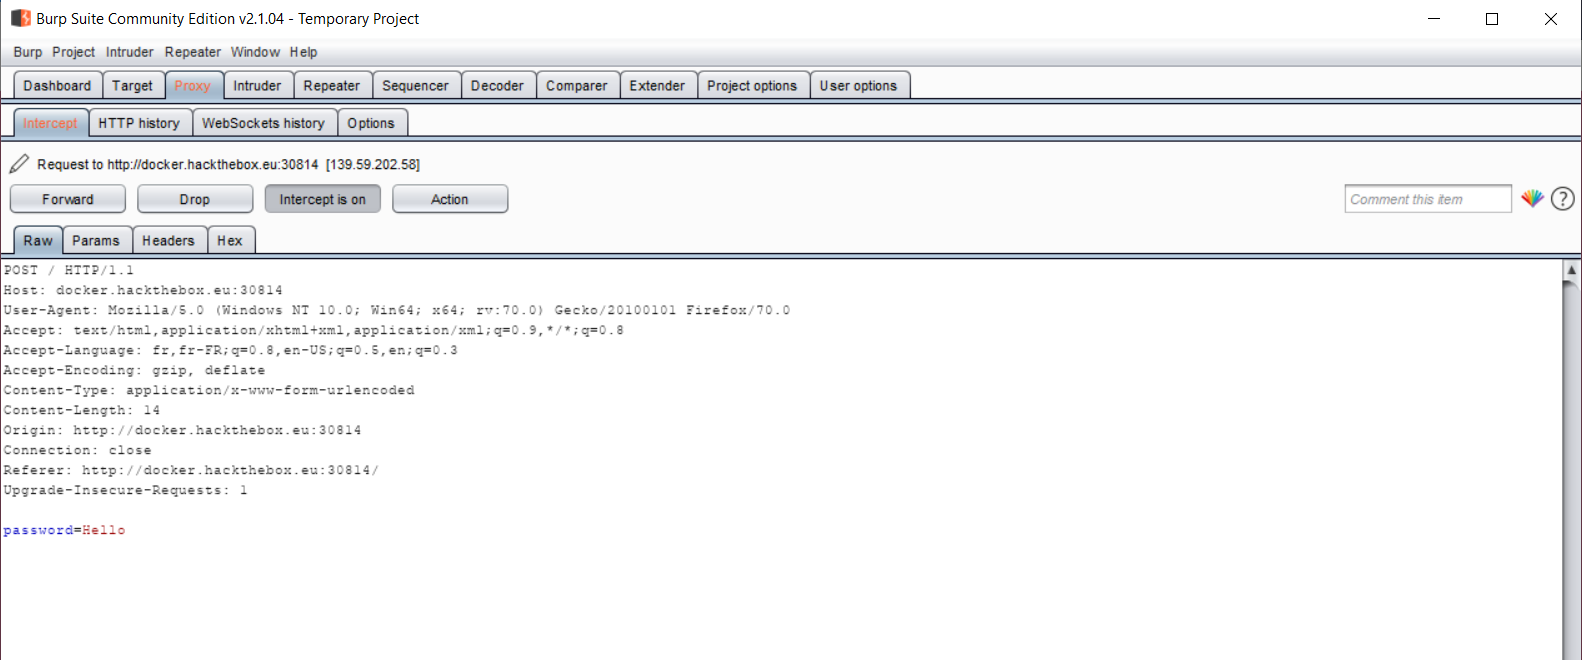 Burp Suite Community Edition v2.1.04 - Temporary Project
Burp Project Intruder Repeater Window Help
Dashboard Target Proxy Intruder Repeater Sequencer Decoder Comparer Extender Project options User options
Intercept HTTP history WebSockets history Options
Request to http://docker.hackthebox.eu:30814 [139.59.202.58]
Forward Drop Intercept is on Action Comment this item ?
Raw Params Headers Hex
POST / HTTP/1.1
Host: docker.hackthebox.eu:30814
User-Agent: Mozilla/5.0 (Windows NT 10.0; Win64; x64; rv:70.0) Gecko/20100101 Firefox/70.0
Accept: text/html,application/xhtml+xml,application/xml;q=0.9,*/*;q=0.8
Accept-Language: fr,fr-FR;q=0.8,en-US;q=0.5,en;q=0.3
Accept-Encoding: gzip, deflate
Content-Type: application/x-www-form-urlencoded
Content-Length: 14
Origin: http://docker.hackthebox.eu:30814
Connection: close
Referer: http://docker.hackthebox.eu:30814/
Upgrade-Insecure-Requests: 1
password=Hello